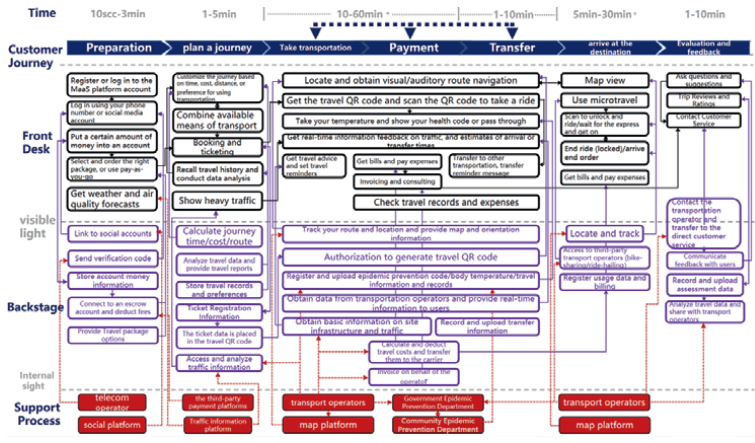 Time
10scc-3min
1-5min
10-60min
1-10min
5min-30min
1-10min
Customer
Journey
Preparation
plan a journey
Take transportation
Payment
Transfer
arrive at the
destination
Evaluation and
feedback
Front
Desk
Register or log in to the
MaaS platform account
Log in using your phone
number or social media
account
Put a certain amount of
money into an account
Select and order the right
package, or use pay-as-
you-go
Get weather and air
quality forecasts
Customize the journey based
on time, cost, distance, or
preference for using
transportation
Combine available
means of transport
Booking and
ticketing
Recall travel history and
conduct data analysis
Show heavy traffic
Locate and obtain visual/auditory route navigation
Get the travel QR code and scan the QR code to take a ride
Take your temperature and show your health code or pass through
Get real-time information feedback on traffic, and estimates of arrival or
transfer times
Get travel advice
and set travel
reminders
Get bills and pay expenses
Invoicing and consulting
Transfer to other
transportation, transfer
reminder message
Check travel records and expenses
Map view
Use microtravel
Scan to unlock and
ride/wait for the express
and get on
End ride (locked)/arrive
end order
Get bills and pay expenses
Ask questions and
suggestions
Trip Reviews and
Ratings
Contact Customer
Service
visible
light
Backstage
Link to social accounts
Send verification code
Store account money
information
Connect to an escrow
account and deduct fees
Provide Travel package
options
Calculate journey
time/cost/route
Analyze travel data and
provide travel reports
Store travel records
and preferences
Ticket Registration
Information
The ticket data is placed
in the travel QR code
Access and analyze
traffic information
Track your route and location and provide map and orientation
information
Authorization to generate travel QR code
Register and upload epidemic prevention code/body temperature/travel
information and records
Obtain data from transportation operators and provide real-time
information to users
Obtain basic information on site
infrastructure and traffic
Record and upload transfer
information
Calculate and deduct
travel costs and transfer
them to the carrier
Invoice on behalf of the
operator
Locate and track
Access to third-party
transport operators (bike-
sharing/ride-hailing)
Register usage data and
billing
Contact the
transportation
operator and
transfer to the
direct customer
service
Communicate
feedback with users
Record and upload
assessment data
Analyze travel data and
share with transport
operators
Internal
sight
Support
Process
telecom
operator
social platform
the third-party
payment platforms
Traffic information
platform
transport operators
map platform
Government Epidemic
Prevention Department
Community Epidemic
Prevention Department
transport operators
map platform